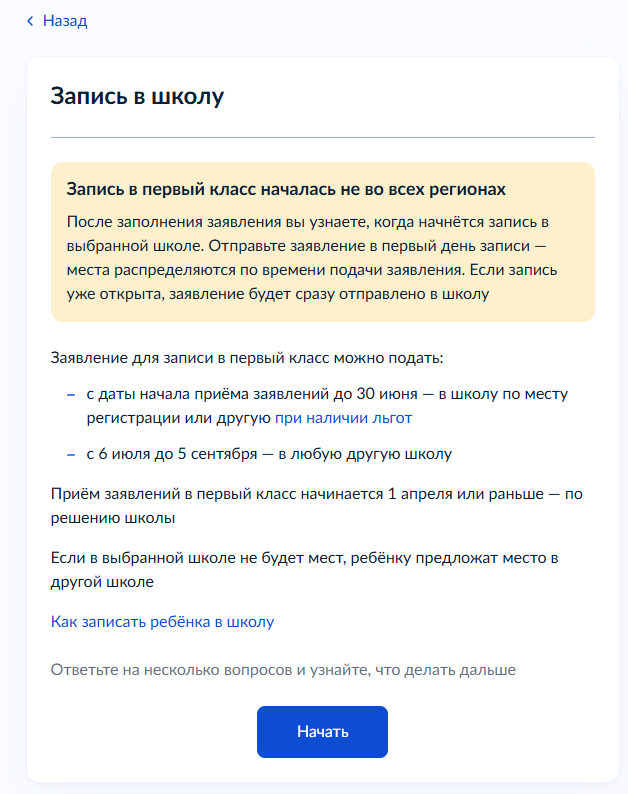 Назад
Запись в школу
Запись в первый класс началась не во всех регионах
После заполнения заявления вы узнаете, когда начнётся запись в
выбранной школе. Отправьте заявление в первый день записи —
места распределяются по времени подачи заявления. Если запись
уже открыта, заявление будет сразу отправлено в школу
Заявление для записи в первый класс можно подать:
– с даты начала приёма заявлений до 30 июня — в школу по месту
регистрации или другую при наличии льгот
– с 6 июля до 5 сентября — в любую другую школу
Приём заявлений в первый класс начинается 1 апреля или раньше — по
решению школы
Если в выбранной школе не будет мест, ребёнку предложат место в
другой школе
Как записать ребёнка в школу
Ответьте на несколько вопросов и узнайте, что делать дальше
Начать